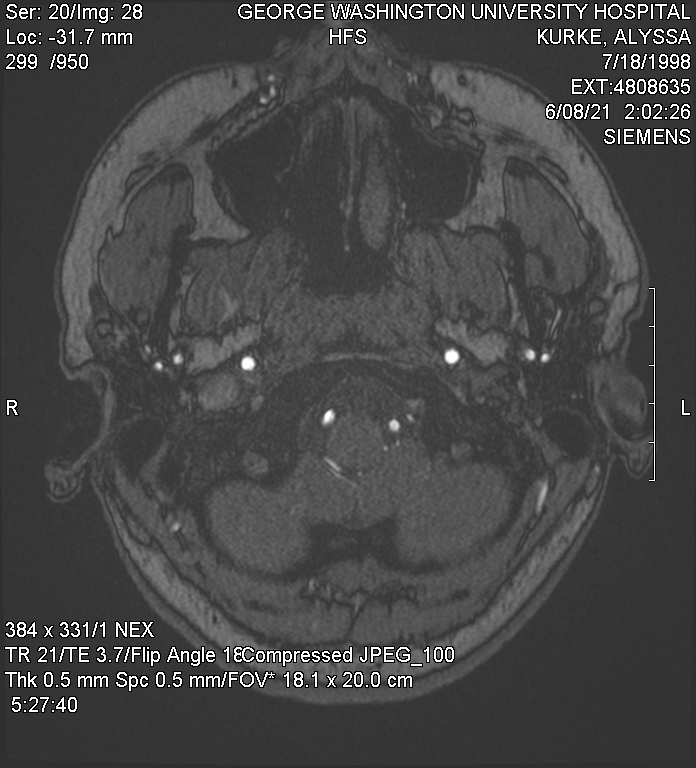 Ser: 20/Img: 28
Loc: -31.7 mm
299 /950
HFS
GEORGE WASHINGTON UNIVERSITY HOSPITAL
KURKE, ALYSSA
7/18/1998
EXT:4808635
6/08/21 2:02:26
SIEMENS
R
L
384 x 331/1 NEX
TR 21/TE 3.7/Flip Angle 18Compressed JPEG_100
Thk 0.5 mm Spc 0.5 mm/FOV* 18.1 x 20.0 cm
5:27:40